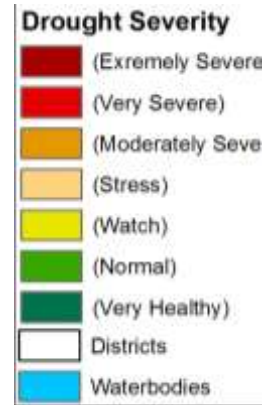 Drought Severity
(Exremely Severe
(Very Severe)
(Moderately Seve
(Stress)
(Watch)
(Normal)
(Very Healthy)
Districts
Waterbodies